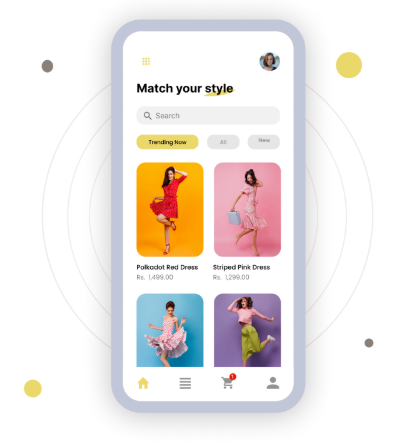 Match your style
Search
Trending Now
All
New
Polkadot Red Dress
Striped Pink Dress
Rs. 1,499.00
Rs. 1,299.00
1